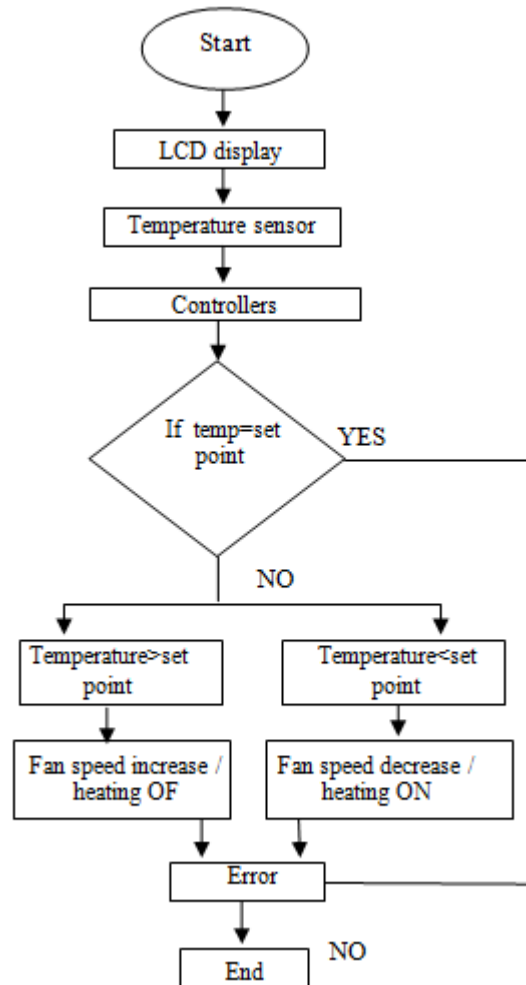 Start
LCD display
Temperature sensor
Controllers
If temp=set
point
YES
NO
Temperature>set
point
Temperature<set
point
Fan speed increase /
heating OF
Fan speed decrease /
heating ON
Error
NO
End